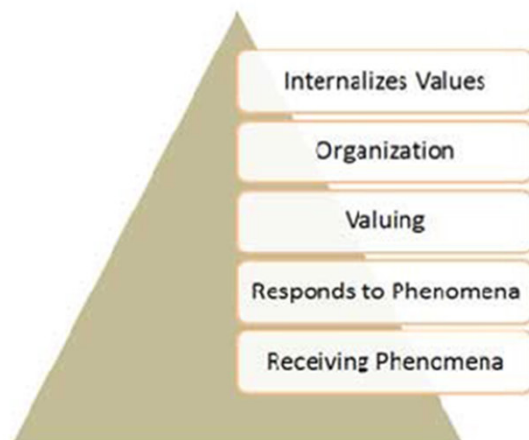 Internalizes Values
Organization
Valuing
Responds to Phenomena
Receiving Phenomena